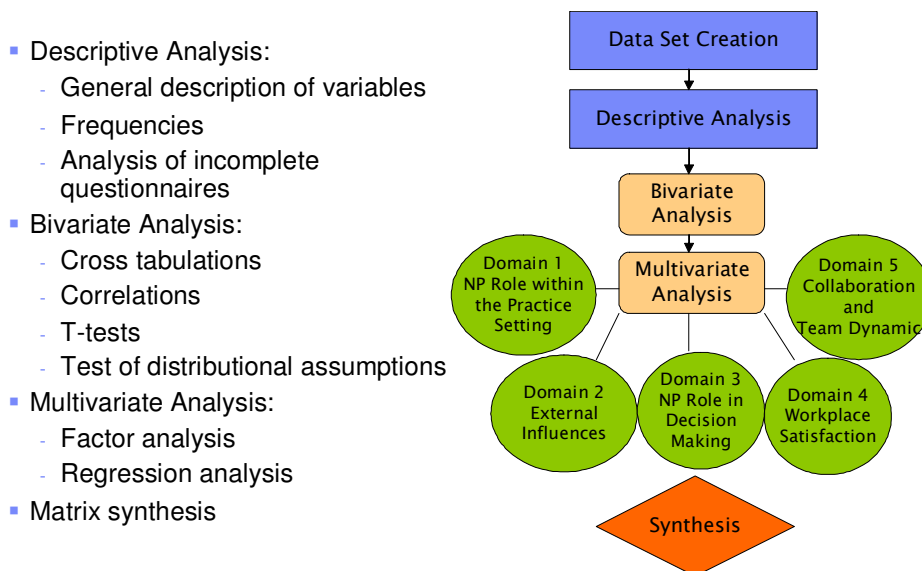 ▪ Descriptive Analysis:
- General description of variables
- Frequencies
- Analysis of incomplete
questionnaires
▪ Bivariate Analysis:
- Cross tabulations
- Correlations
- T-tests
- Test of distributional assumptions
▪ Multivariate Analysis:
- Factor analysis
- Regression analysis
▪ Matrix synthesis
Data Set Creation
Descriptive Analysis
Bivariate
Analysis
Multivariate
Analysis
Domain 1
NP Role within
the Practice
Setting
Domain 2
External
Influences
Domain 3
NP Role in
Decision
Making
Domain 4
Workplace
Satisfaction
Domain 5
Collaboration
and
Team Dynamic
Synthesis